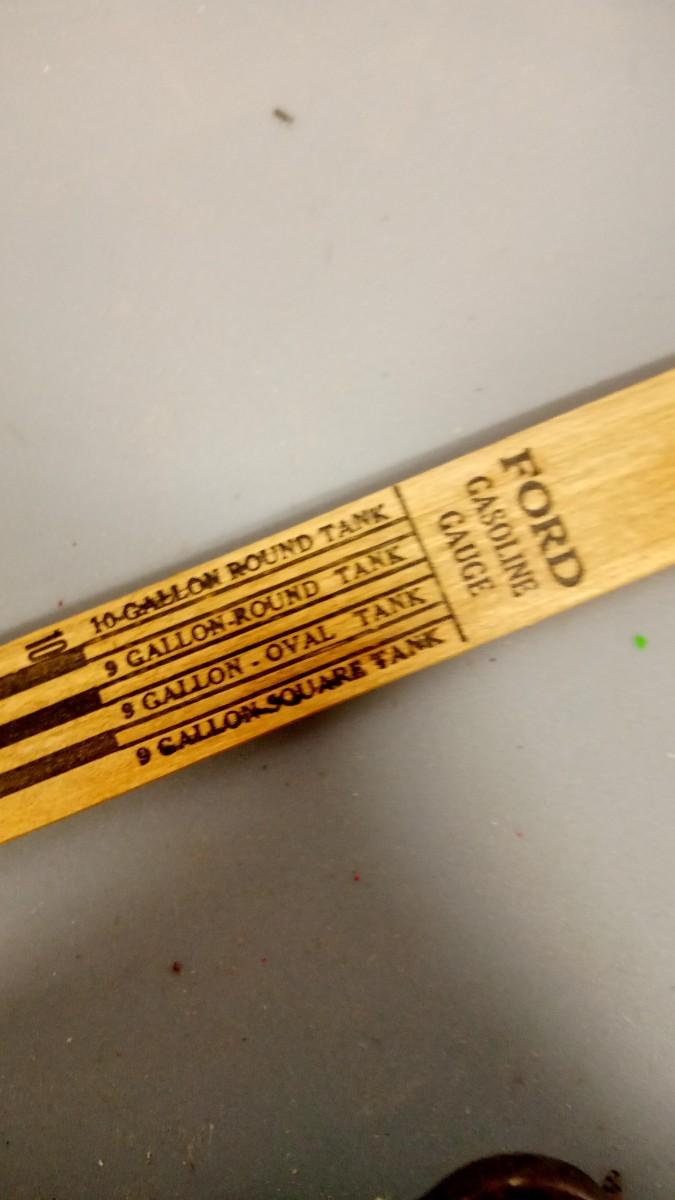 FORD
GASOLINE
GAUGE
10-GALLON ROUND TANK
9 GALLON-ROUND TANK
9 GALLON - OVAL TANK
9 GALLON-SQUARE TANK
10